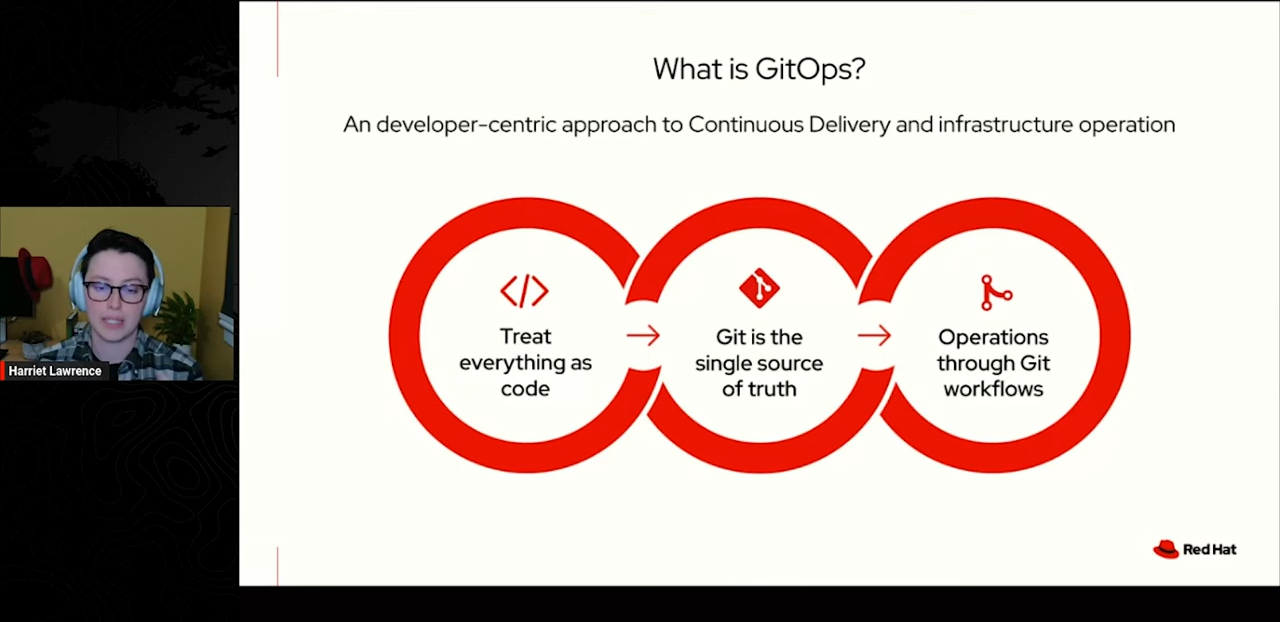 What is GitOps?
An developer-centric approach to Continuous Delivery and infrastructure operation
Treat
everything as
code
Git is the
single source
of truth
Operations
through Git
workflows
Harriet Lawrence
Red Hat